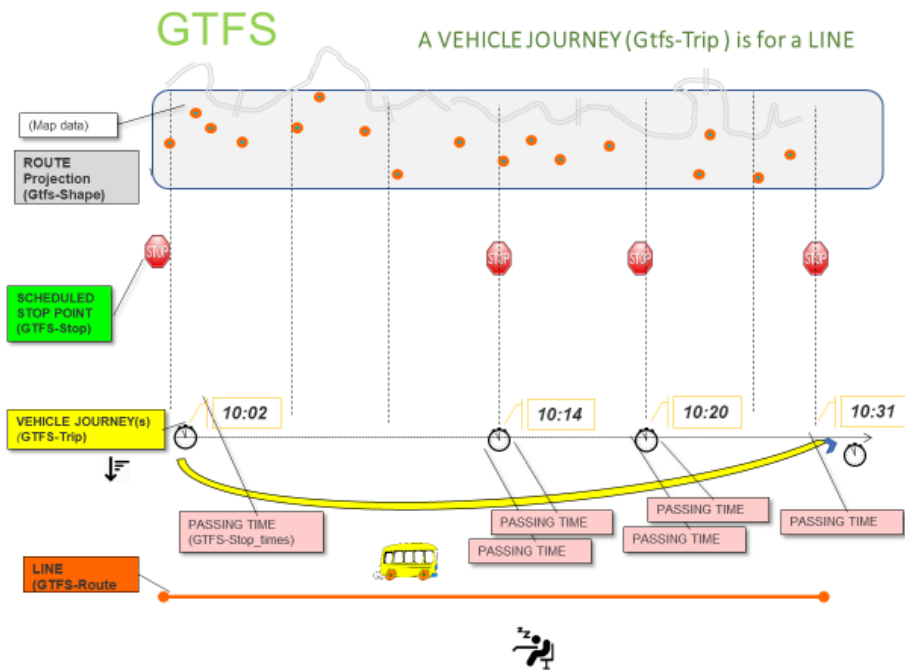 GTFS
A VEHICLE JOURNEY (Gtfs-Trip) is for a LINE
(Map data)
ROUTE
Projection
(Gtfs-Shape)
STOP
STOP
STOP
STOP
SCHEDULED
STOP POINT
(GTFS-Stop)
VEHICLE JOURNEY(s)
(GTFS-Trip)
10:02
10:14
10:20
10:31
PASSING TIME
(GTFS-Stop_times)
PASSING TIME
PASSING TIME
PASSING TIME
PASSING TIME
PASSING TIME
LINE
(GTFS-Route
z z